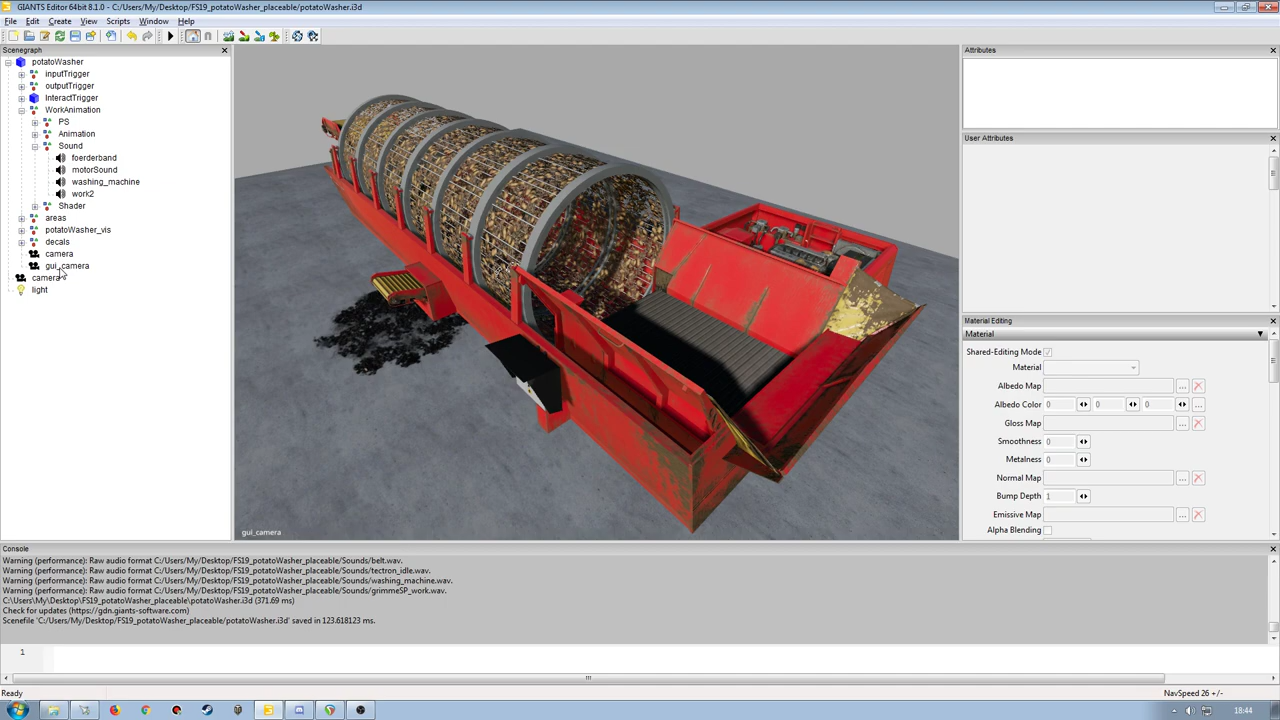 GIANTS Editor 64bit 8.1.0 - C:/Users/My/Desktop/FS19_potatoWasher_placeable/potatoWasher.i3d
File Edit Create View Scripts Window Help
Scenegraph
potatoWasher
inputTrigger
outputTrigger
InteractTrigger
WorkAnimation
PS
Animation
Sound
foerderband
motorSound
washing_machine
work2
Shader
areas
potatoWasher_vis
decals
camera
gui_camera
camera
light
gui_camera
Attributes
User Attributes
Material Editing
Material
Shared-Editing Mode
Material
Albedo Map ...
Albedo Color 0 0 0 ...
Gloss Map ...
Smoothness 0
Metalness 0
Normal Map ...
Bump Depth 1
Emissive Map ...
Alpha Blending
Console
Warning (performance): Raw audio format C:/Users/My/Desktop/FS19_potatoWasher_placeable/Sounds/belt.wav.
Warning (performance): Raw audio format C:/Users/My/Desktop/FS19_potatoWasher_placeable/Sounds/tectron_idle.wav.
Warning (performance): Raw audio format C:/Users/My/Desktop/FS19_potatoWasher_placeable/Sounds/washing_machine.wav.
Warning (performance): Raw audio format C:/Users/My/Desktop/FS19_potatoWasher_placeable/Sounds/grimmeSP_work.wav.
C:\Users\My\Desktop\FS19_potatoWasher_placeable\potatoWasher.i3d (371.69 ms)
Check for updates (https://gdn.giants-software.com)
Scenefile 'C:/Users/My/Desktop/FS19_potatoWasher_placeable/potatoWasher.i3d' saved in 123.618123 ms.
1
Ready
NavSpeed 26 +/-
18:44